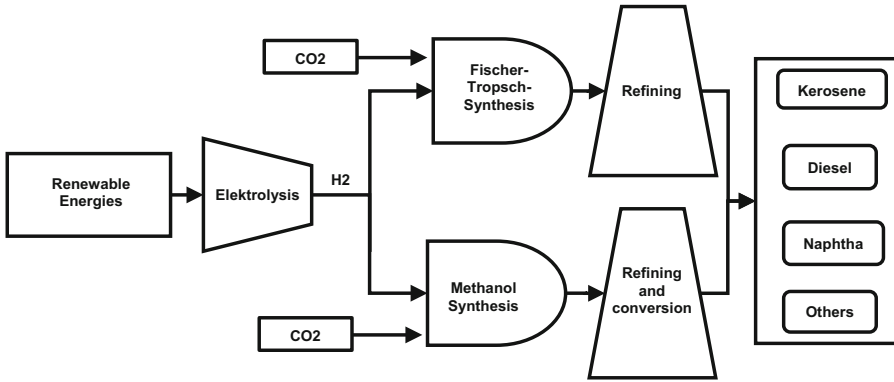 CO2
Fischer-
Tropsch-
Synthesis
Refining
Kerosene
Renewable
Energies
Elektrolysis
H2
Diesel
Naphtha
Methanol
Synthesis
Refining
and
conversion
Others
CO2